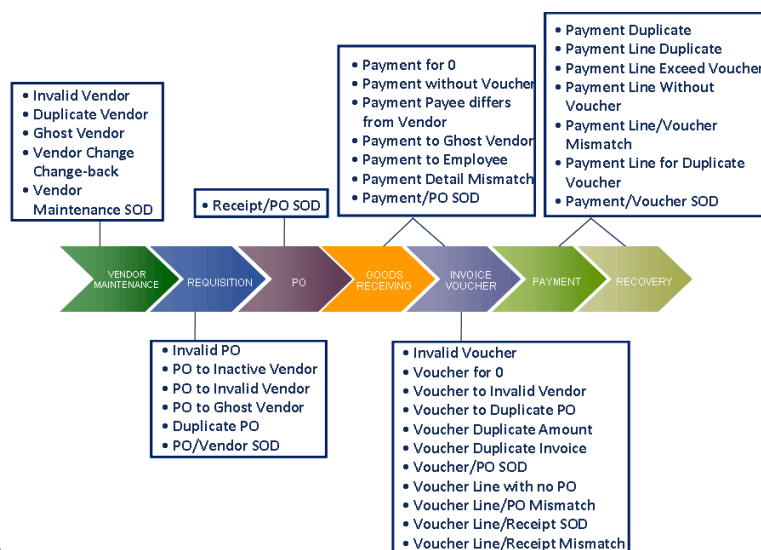 • Payment Duplicate
• Payment Line Duplicate
• Payment Line Exceed Voucher
• Payment Line Without
Voucher
• Payment Line/Voucher
Mismatch
• Payment Line for Duplicate
Voucher
• Payment/Voucher SOD
• Payment for 0
• Payment without Voucher
• Payment Payee differs
from Vendor
• Payment to Ghost Vendor
• Payment to Employee
• Payment Detail Mismatch
• Payment/PO SOD
• Invalid Vendor
• Duplicate Vendor
• Ghost Vendor
• Vendor Change
Change-back
• Vendor
Maintenance SOD
• Receipt/PO SOD
VENDOR
MAINTENANCE
REQUISITION
PO
GOODS
RECEIVING
INVOICE
VOUCHER
PAYMENT
RECOVERY
• Invalid PO
• PO to Inactive Vendor
• PO to Invalid Vendor
• PO to Ghost Vendor
• Duplicate PO
• PO/Vendor SOD
• Invalid Voucher
• Voucher for 0
• Voucher to Invalid Vendor
• Voucher to Duplicate PO
• Voucher Duplicate Amount
• Voucher Duplicate Invoice
• Voucher/PO SOD
• Voucher Line with no PO
• Voucher Line/PO Mismatch
• Voucher Line/Receipt SOD
• Voucher Line/Receipt Mismatch